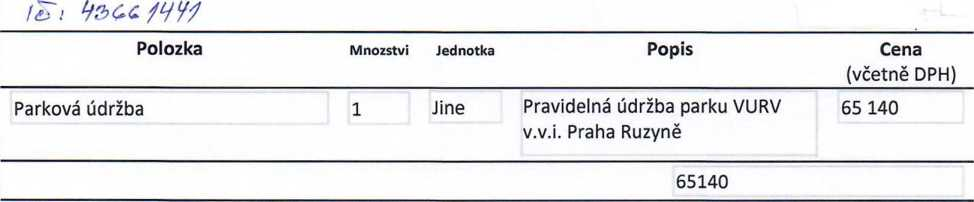 IČ: 43661441
Polozka Mnozstvi Jednotka Popis Cena
(včetně DPH)
Parková údržba 1 Jine Pravidelná údržba parku VURV 65 140
v.v.i. Praha Ruzyně
65140